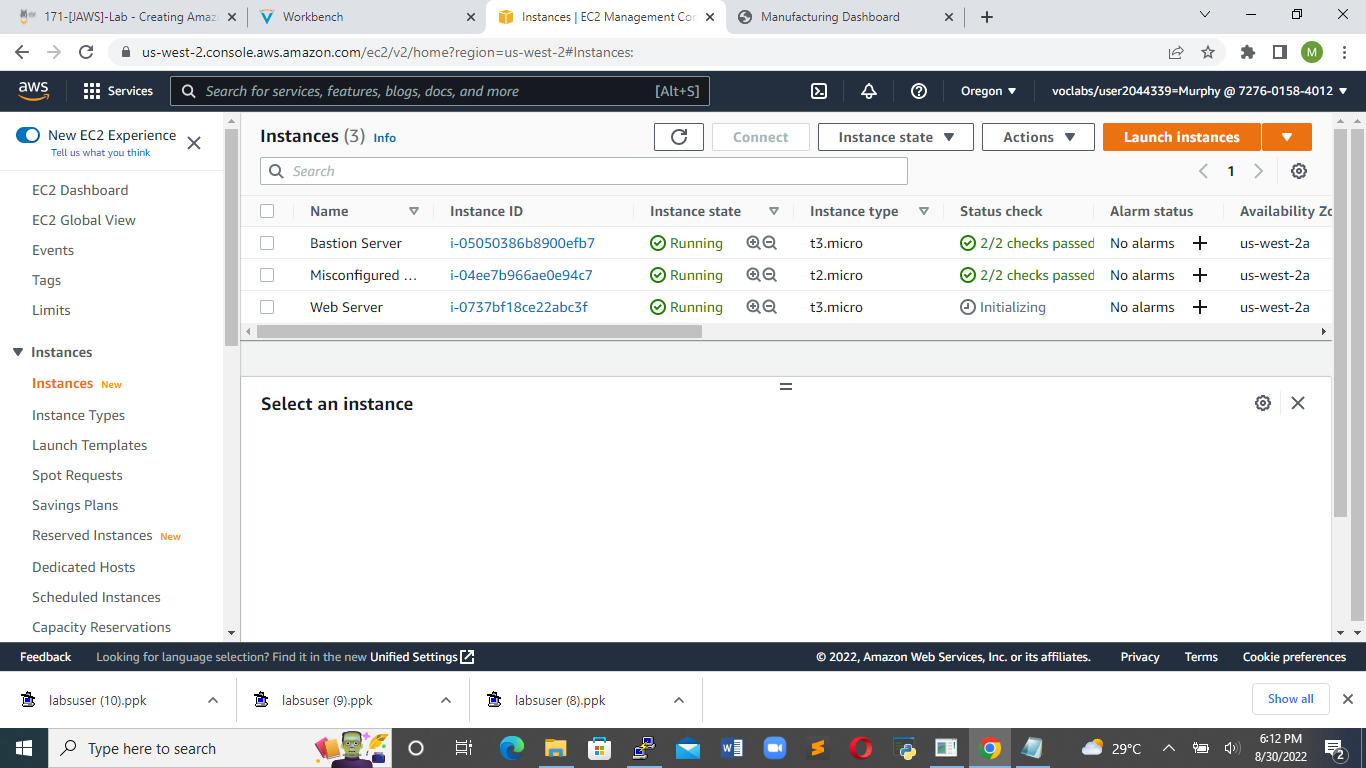 171-[JAWS]-Lab - Creating Amaz
Workbench
Instances | EC2 Management Con
Manufacturing Dashboard
us-west-2.console.aws.amazon.com/ec2/v2/home?region=us-west-2#Instances:
M
aws
Services
Search for services, features, blogs, docs, and more
[Alt+S]
Oregon
voclabs/user2044339=Murphy @ 7276-0158-4012
New EC2 Experience
Tell us what you think
EC2 Dashboard
EC2 Global View
Events
Tags
Limits
Instances
Instances New
Instance Types
Launch Templates
Spot Requests
Savings Plans
Reserved Instances New
Dedicated Hosts
Scheduled Instances
Capacity Reservations
Instances (3) Info
Connect
Instance state
Actions
Launch instances
Search
1
Name Instance ID Instance state Instance type Status check Alarm status Availability Zo
Bastion Server i-05050386b8900efb7 Running t3.micro 2/2 checks passed No alarms + us-west-2a
Misconfigured ... i-04ee7b966ae0e94c7 Running t2.micro 2/2 checks passed No alarms + us-west-2a
Web Server i-0737bf18ce22abc3f Running t3.micro Initializing No alarms + us-west-2a
Select an instance
Feedback
Looking for language selection? Find it in the new Unified Settings
© 2022, Amazon Web Services, Inc. or its affiliates.
Privacy
Terms
Cookie preferences
labsuser (10).ppk
labsuser (9).ppk
labsuser (8).ppk
Show all
Type here to search
29°C
6:12 PM
8/30/2022
2